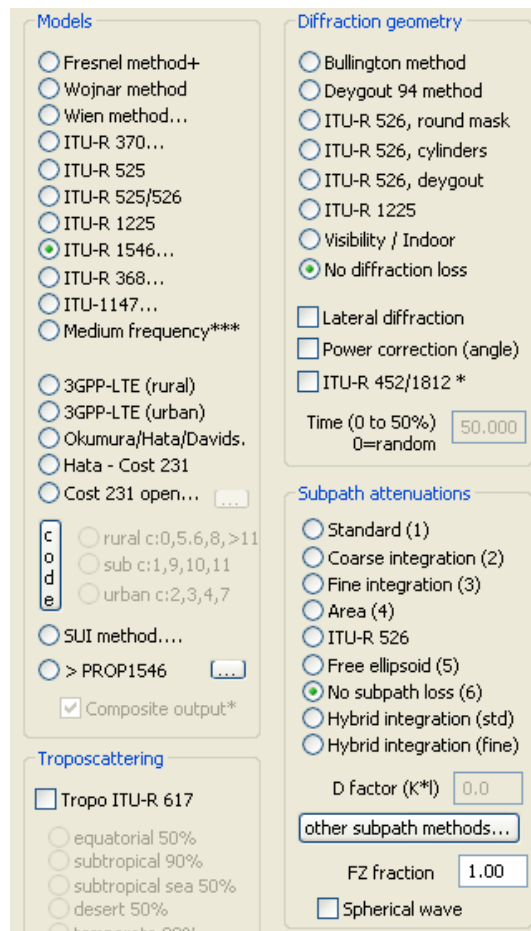 Models
Fresnel method+
Wojnar method
Wien method...
ITU-R 370...
ITU-R 525
ITU-R 525/526
ITU-R 1225
ITU-R 1546...
ITU-R 368...
ITU-1147...
Medium frequency***
3GPP-LTE (rural)
3GPP-LTE (urban)
Okumura/Hata/Davids.
Hata - Cost 231
Cost 231 open... ...
code
rural c:0,5.6,8,>11
sub c:1,9,10,11
urban c:2,3,4,7
SUI method....
> PROP1546 ...
Composite output*
Troposcattering
Tropo ITU-R 617
equatorial 50%
subtropical 90%
subtropical sea 50%
desert 50%
Diffraction geometry
Bullington method
Deygout 94 method
ITU-R 526, round mask
ITU-R 526, cylinders
ITU-R 526, deygout
ITU-R 1225
Visibility / Indoor
No diffraction loss
Lateral diffraction
Power correction (angle)
ITU-R 452/1812 *
Time (0 to 50%) 50.000
0=random
Subpath attenuations
Standard (1)
Coarse integration (2)
Fine integration (3)
Area (4)
ITU-R 526
Free ellipsoid (5)
No subpath loss (6)
Hybrid integration (std)
Hybrid integration (fine)
D factor (K*l) 0.0
other subpath methods...
FZ fraction 1.00
Spherical wave